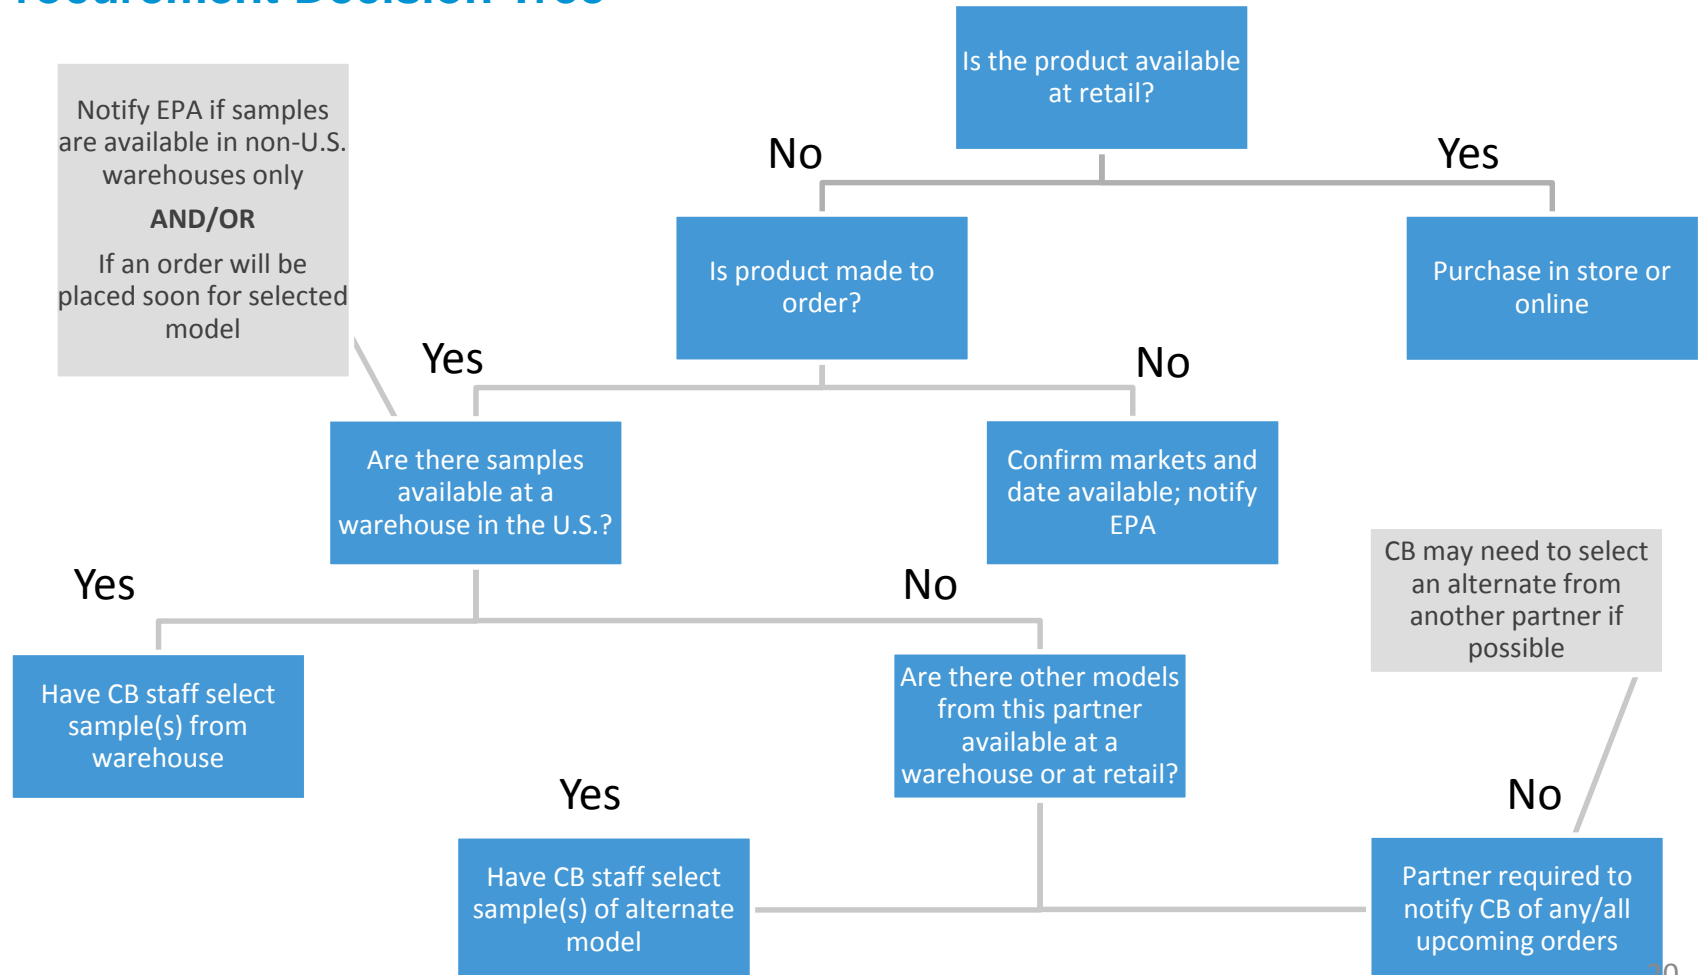 Is the product available
at retail?
Notify EPA if samples
are available in non-U.S.
warehouses only
AND/OR
If an order will be
placed soon for selected
model
No
Yes
Is product made to
order?
Purchase in store or
online
Yes
No
Are there samples
available at a
warehouse in the U.S.?
Confirm markets and
date available; notify
EPA
CB may need to select
an alternate from
another partner if
possible
Yes
No
Have CB staff select
sample(s) from
warehouse
Are there other models
from this partner
available at a
warehouse or at retail?
Yes
No
Have CB staff select
sample(s) of alternate
model
Partner required to
notify CB of any/all
upcoming orders